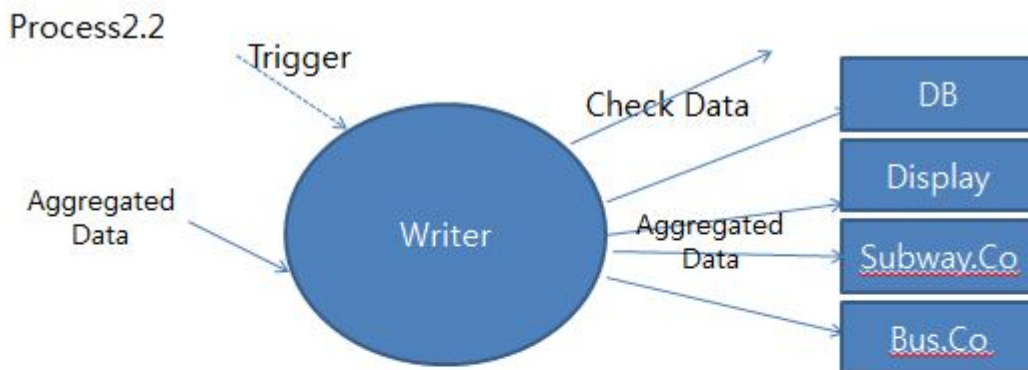 Process2.2
Trigger
Check Data
DB
Display
Aggregated
Data
Writer
Aggregated
Data
Subway.Co
Bus.Co